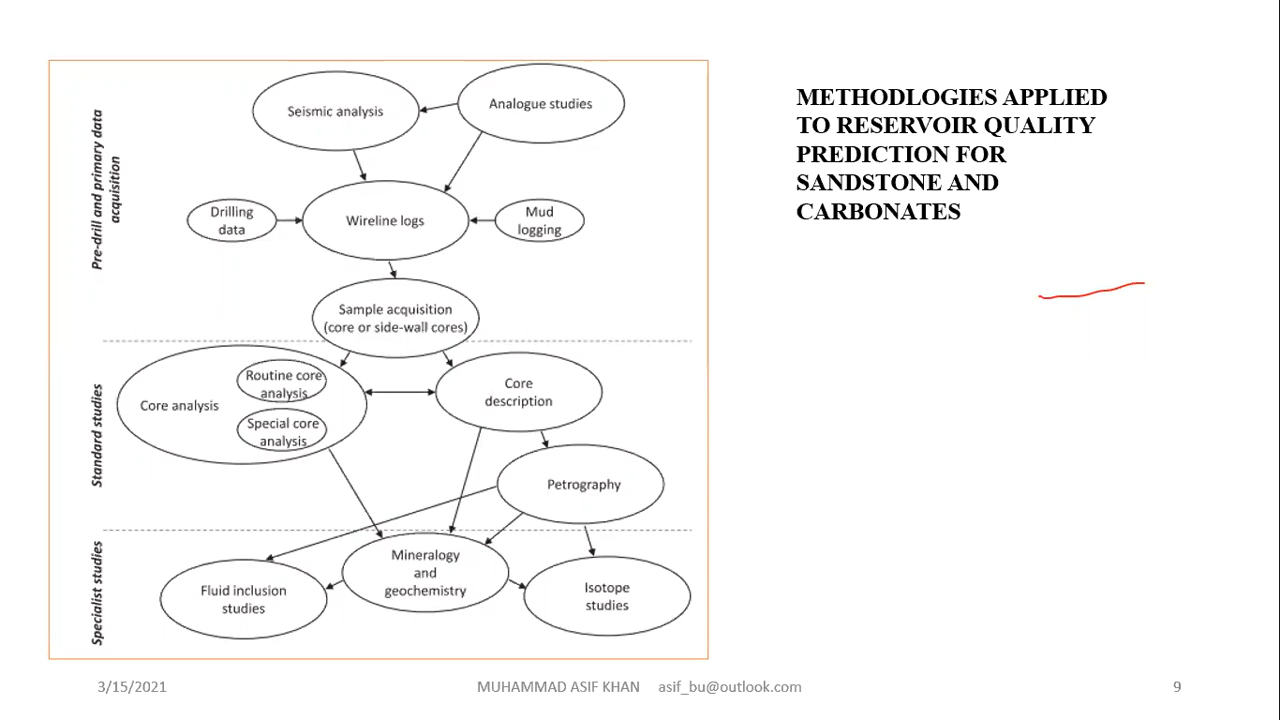 Pre-drill and primary data
acquisition
Seismic analysis
Analogue studies
Drilling
data
Wireline logs
Mud
logging
Sample acquisition
(core or side-wall cores)
Standard studies
Core analysis
Routine core
analysis
Special core
analysis
Core
description
Petrography
Specialist studies
Mineralogy
and
geochemistry
Fluid inclusion
studies
Isotope
studies
METHODLOGIES APPLIED
TO RESERVOIR QUALITY
PREDICTION FOR
SANDSTONE AND
CARBONATES
3/15/2021
MUHAMMAD ASIF KHAN asif_bu@outlook.com
9